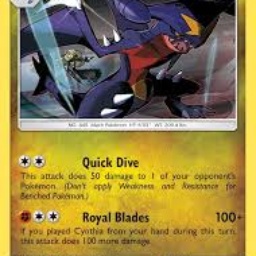 Quick Dive
This attack does 50 damage to 1 of your opponent's
Pokémon. (Don't apply Weakness and Resistance for
Benched Pokémon.)
Royal Blades 100+
If you played Cynthia from your hand during this turn,
this attack does 100 more damage.